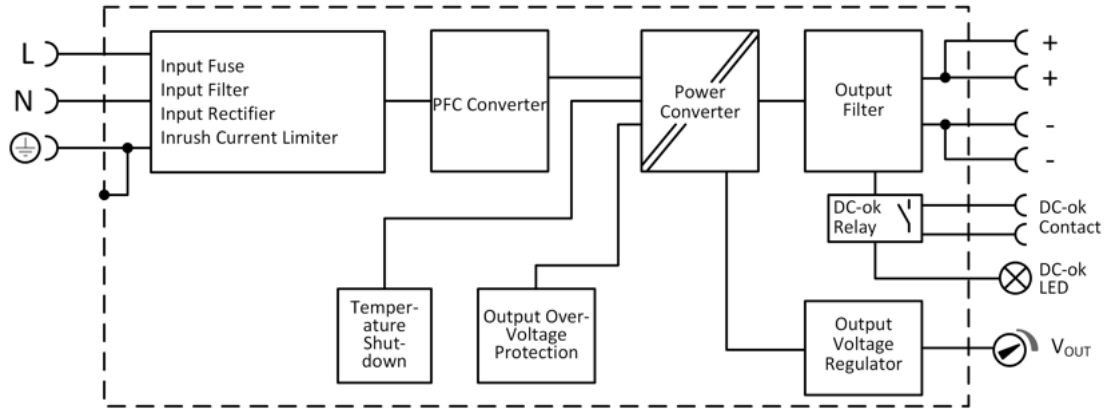 L
N
Input Fuse
Input Filter
Input Rectifier
Inrush Current Limiter
PFC Converter
Power
Converter
Output
Filter
+
+
-
-
DC-ok
Relay
DC-ok
Contact
DC-ok
LED
Temper-
ature
Shut-
down
Output Over-
Voltage
Protection
Output
Voltage
Regulator
VOUT